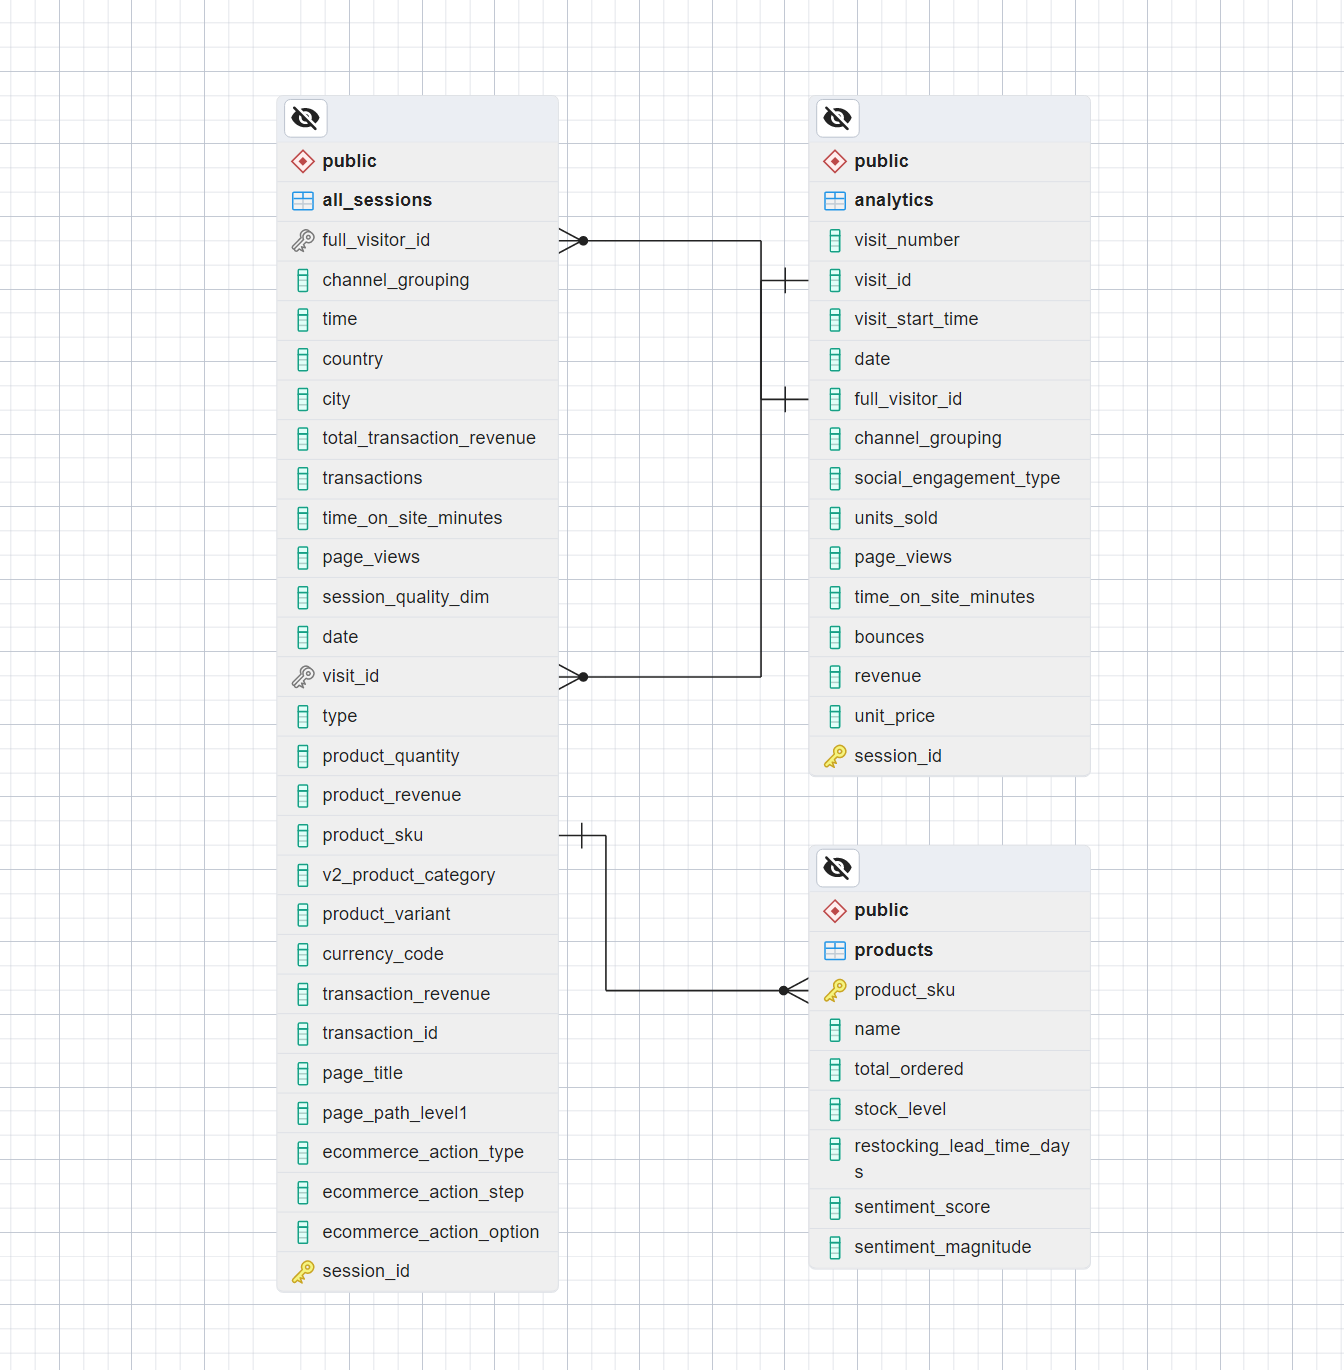 public
all_sessions
full_visitor_id
channel_grouping
time
country
city
total_transaction_revenue
transactions
time_on_site_minutes
page_views
session_quality_dim
date
visit_id
type
product_quantity
product_revenue
product_sku
v2_product_category
product_variant
currency_code
transaction_revenue
transaction_id
page_title
page_path_level1
ecommerce_action_type
ecommerce_action_step
ecommerce_action_option
session_id
public
analytics
visit_number
visit_id
visit_start_time
date
full_visitor_id
channel_grouping
social_engagement_type
units_sold
page_views
time_on_site_minutes
bounces
revenue
unit_price
session_id
public
products
product_sku
name
total_ordered
stock_level
restocking_lead_time_day
s
sentiment_score
sentiment_magnitude